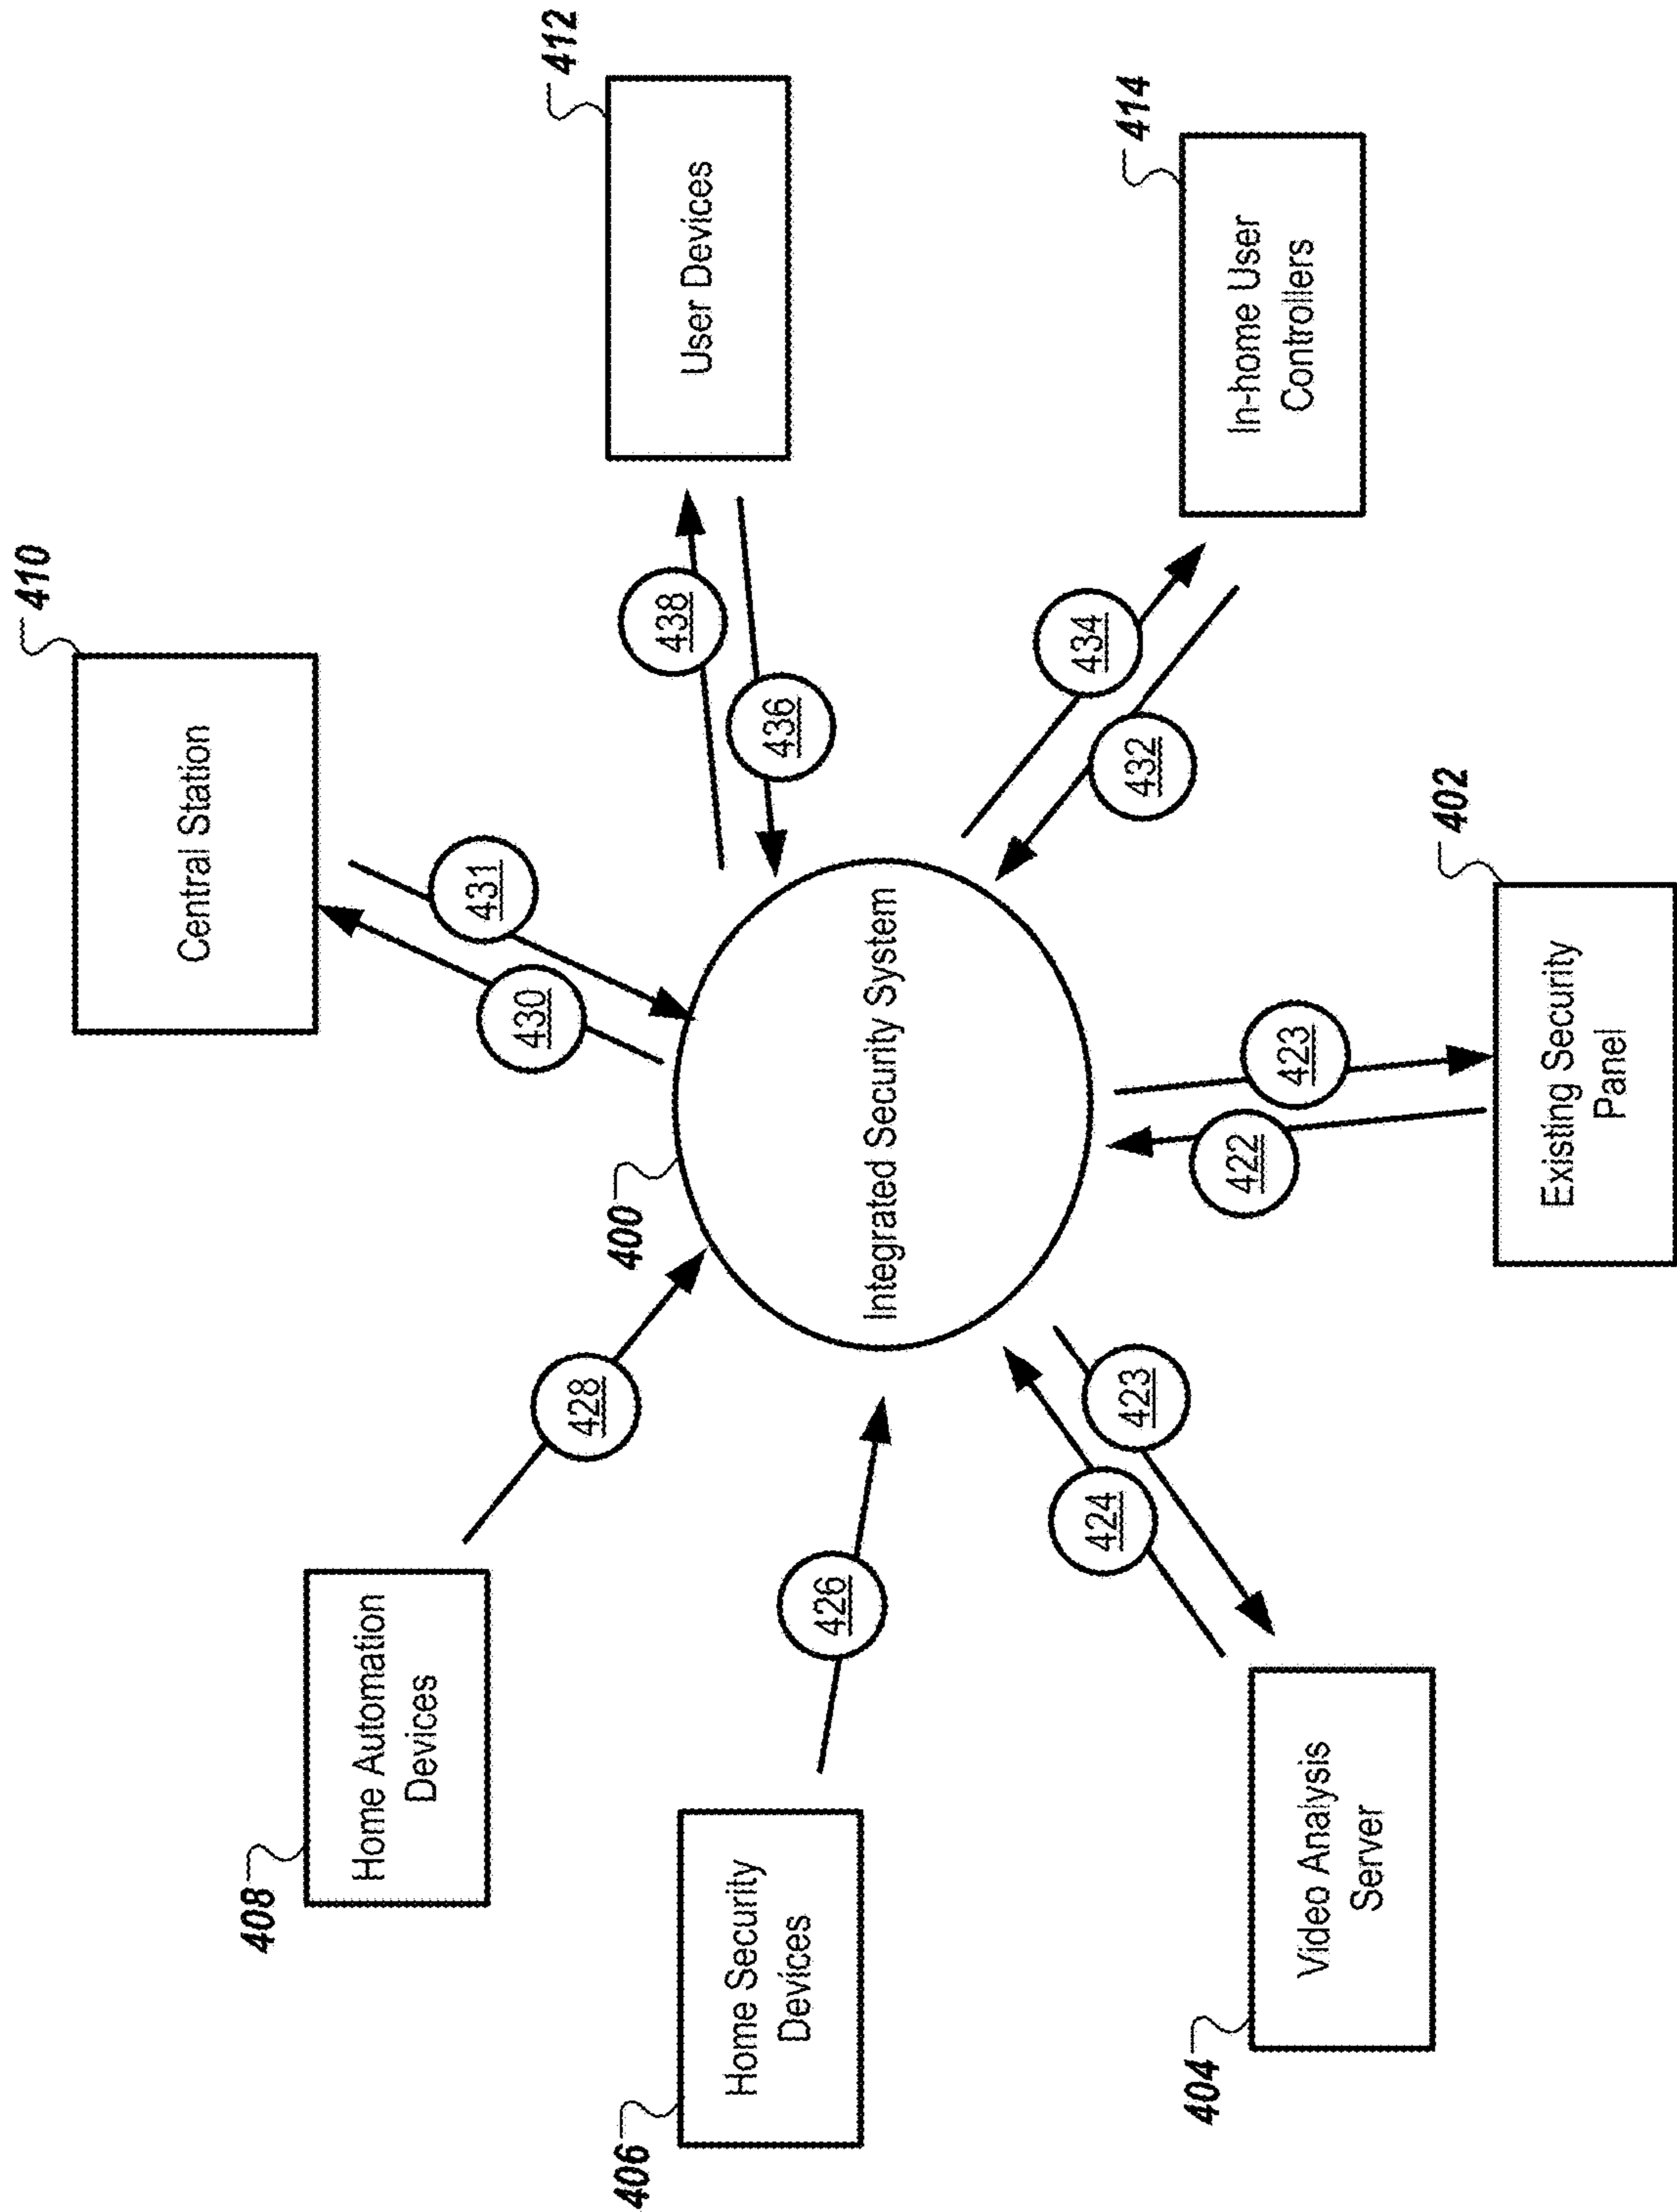 410
Central Station
412
User Devices
408
Home Automation
Devices
430
431
438
436
428
406
Home Security
Devices
426
400
Integrated Security System
434
432
414
In-home User
Controllers
424
423
422
423
404
Video Analysis
Server
402
Existing Security
Panel